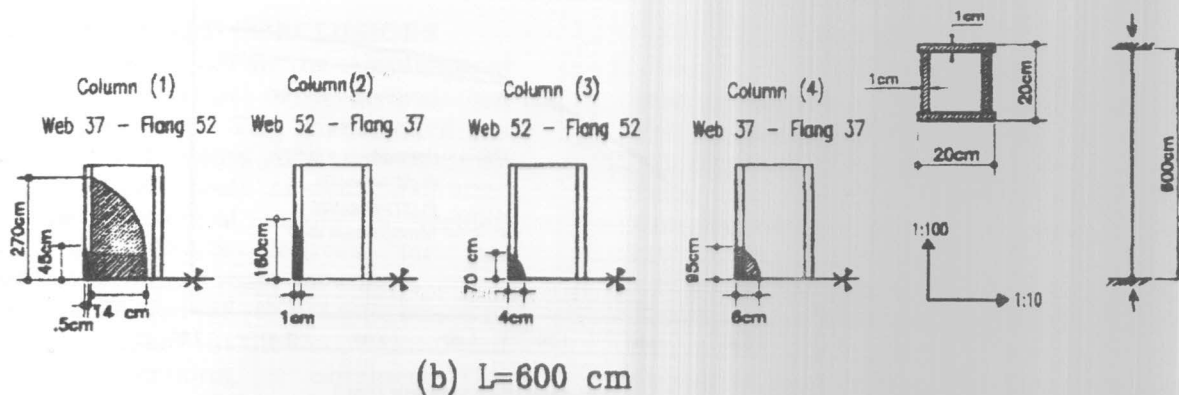 Column (1)
Web 37 - Flang 52
270cm
45cm
.5cm
14 cm
Column(2)
Web 52 - Flang 37
160cm
1cm
Column (3)
Web 52 - Flang 52
70 cm
4cm
Column (4)
Web 37 - Flang 37
95cm
6cm
1cm
1cm
20cm
20cm
1:100
1:10
600cm
(b) L=600 cm